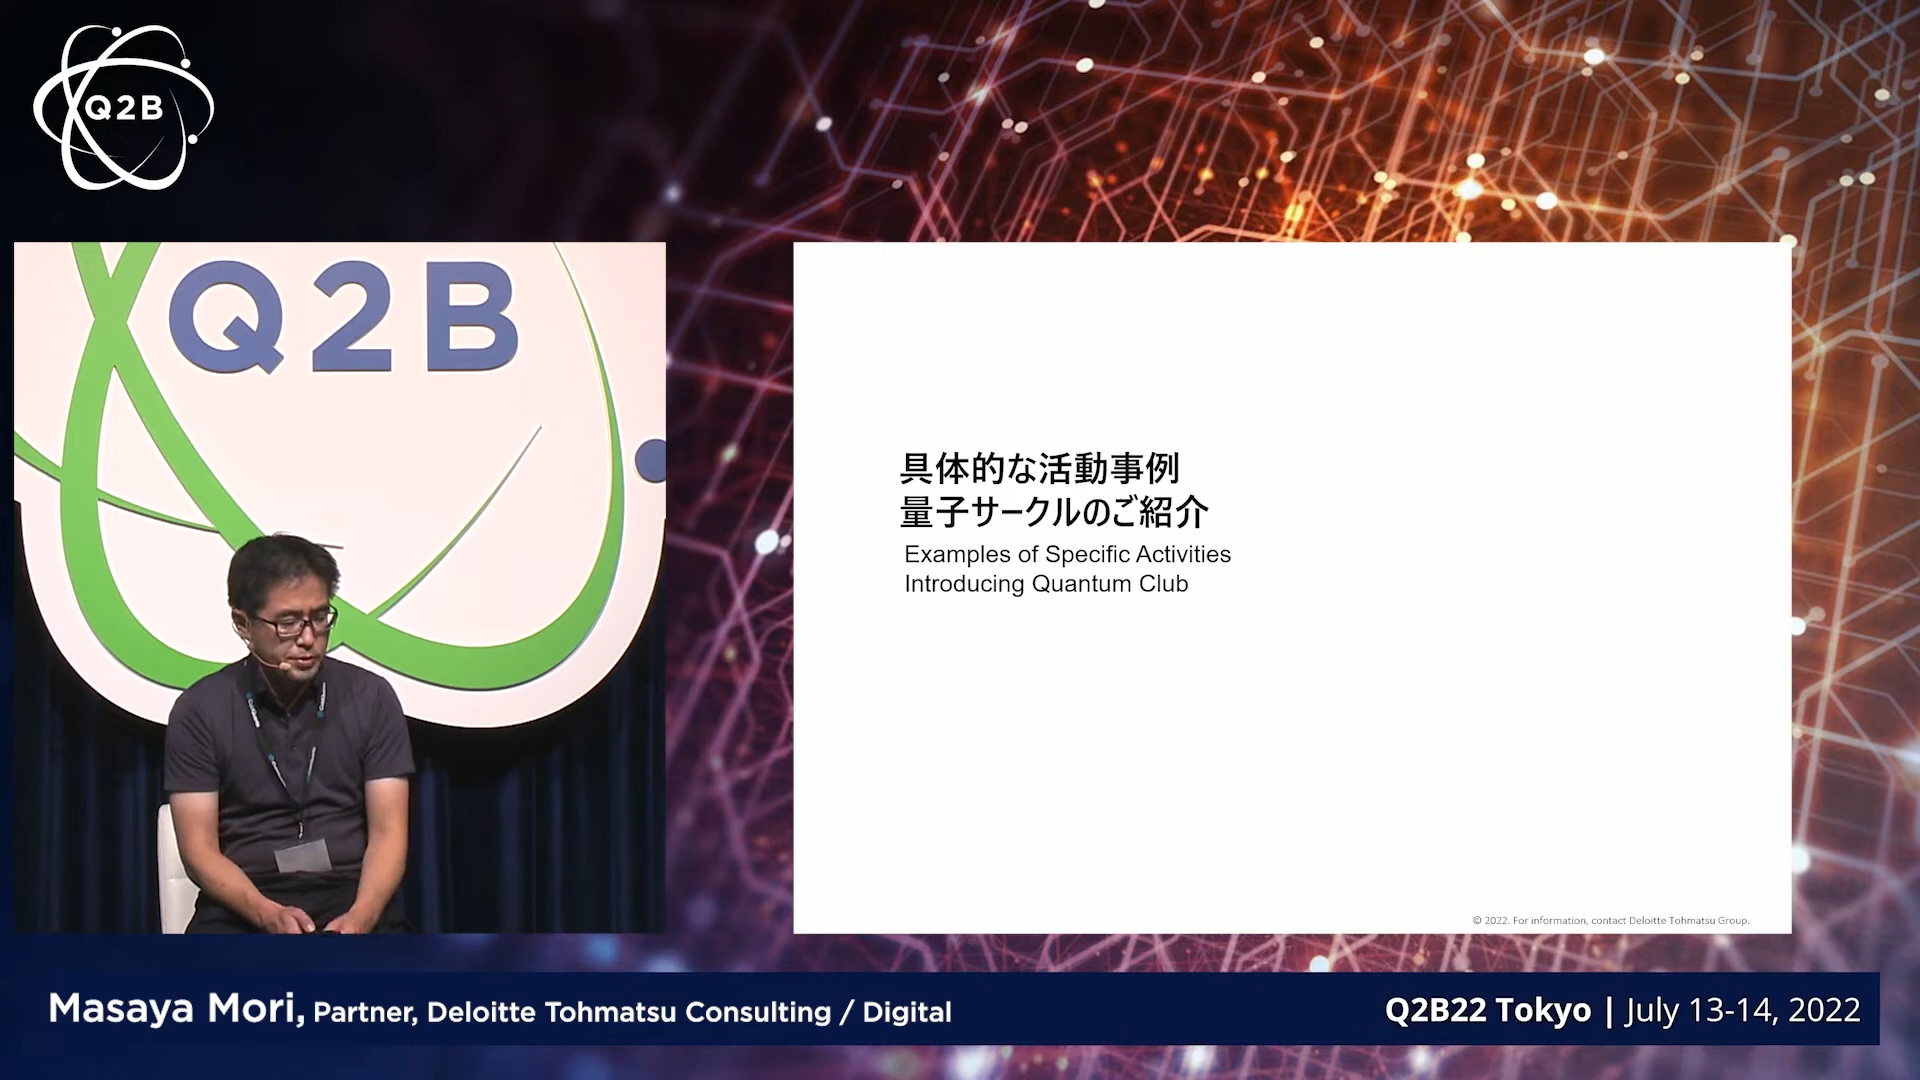 Q2B
Q2B
具体的な活動事例
量子サークルのご紹介
Examples of Specific Activities
Introducing Quantum Club
© 2022. For information, contact Deloitte Tohmatsu Group.
Masaya Mori, Partner, Deloitte Tohmatsu Consulting / Digital
Q2B22 Tokyo | July 13-14, 2022